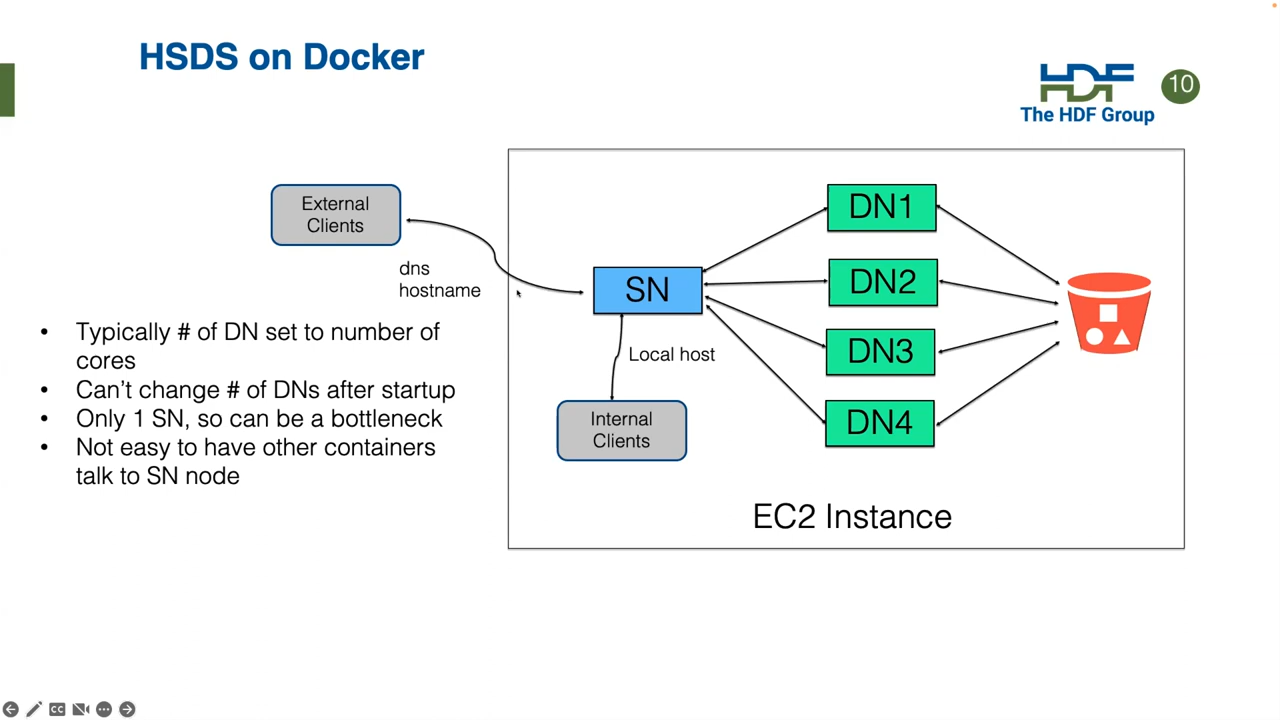 HSDS on Docker
HDF
The HDF Group
10
External
Clients
dns
hostname
SN
Local host
Internal
Clients
DN1
DN2
DN3
DN4
EC2 Instance
• Typically # of DN set to number of
cores
• Can’t change # of DNs after startup
• Only 1 SN, so can be a bottleneck
• Not easy to have other containers
talk to SN node
CC